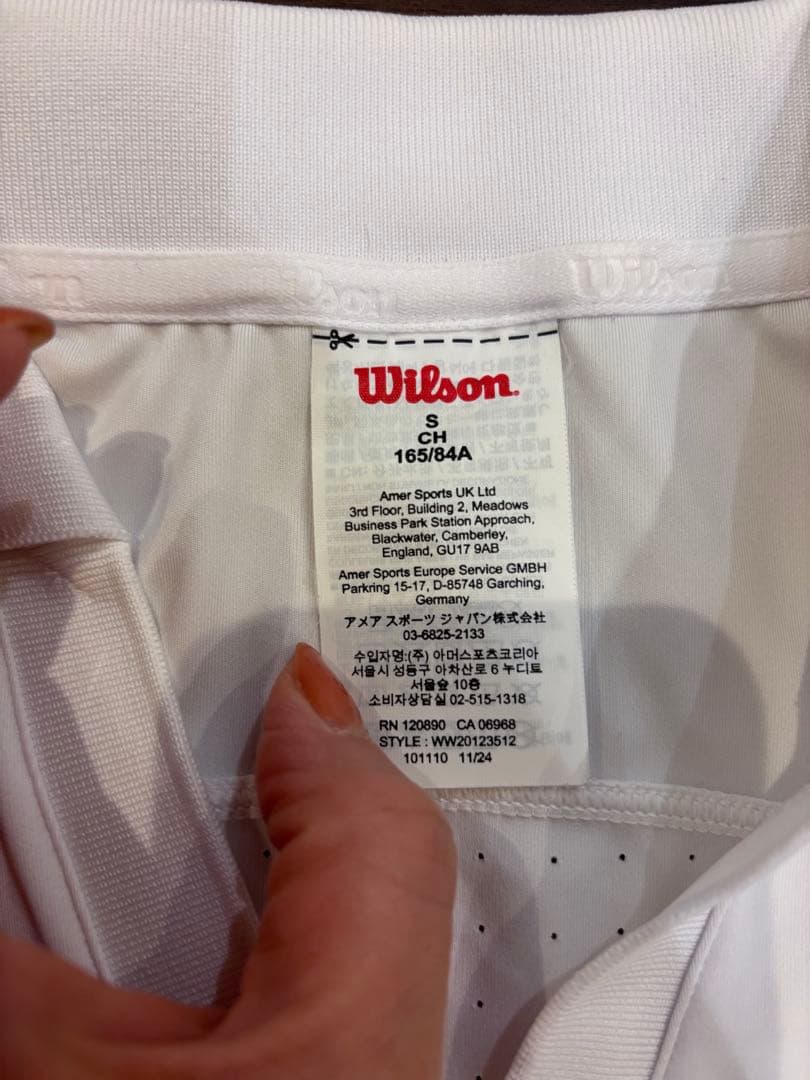 Wilson
Wilson
Wilson.
S
CH
165/84A
Amer Sports UK Ltd
3rd Floor, Building 2, Meadows
Business Park Station Approach,
Blackwater, Camberley,
England, GU17 9AB
Amer Sports Europe Service GMBH
Parkring 15-17, D-85748 Garching,
Germany
アメア スポーツ ジャパン株式会社
03-6825-2133
수입자명:(주) 아머스포츠코리아
서울시 성동구 아차산로 6 누디트
서울숲 10층
소비자상담실 02-515-1318
RN 120890 CA 06968
STYLE : WW20123512
101110 11/24